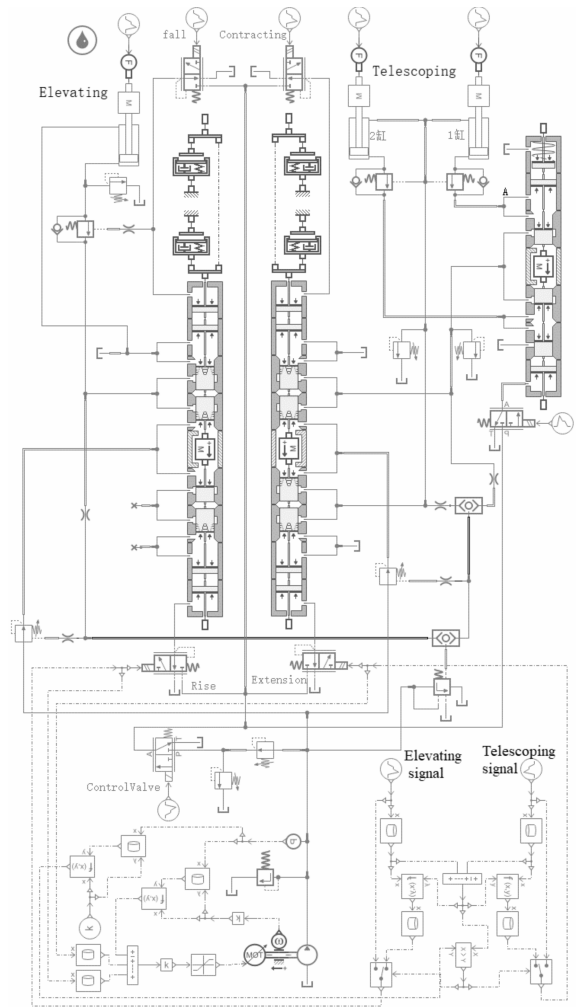 fall
Contracting
Elevating
Telescoping
F
F
F
M
M
M
2缸
1缸
A
M
M
M
A
Rise
Extension
ControlValve
Elevating
signal
Telescoping
signal
k
k
k
MOT
ω